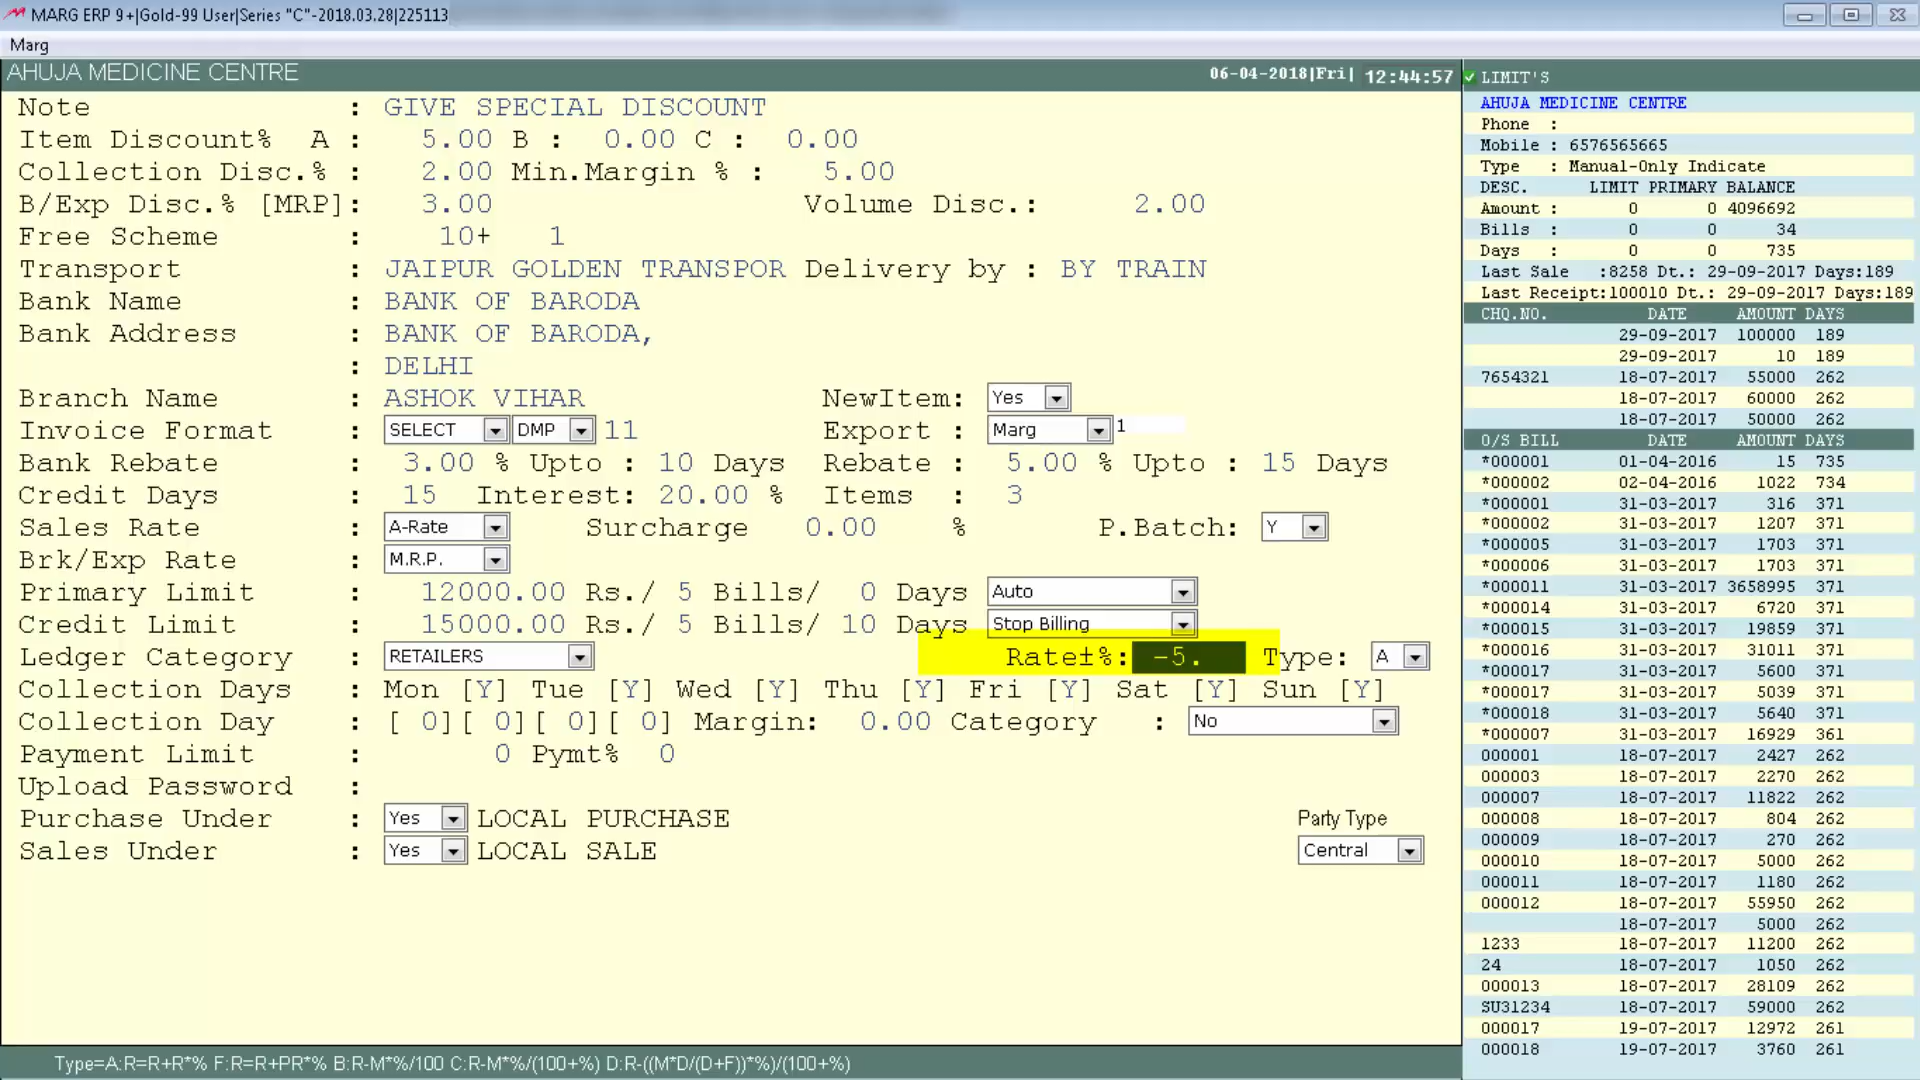 MARG ERP 9+|Gold-99 User|Series "C"-2018.03.28|225113
Marg
AHUJA MEDICINE CENTRE 06-04-2018|Fri| 12:44:57
Note : GIVE SPECIAL DISCOUNT
Item Discount% A : 5.00 B : 0.00 C : 0.00
Collection Disc.% : 2.00 Min.Margin % : 5.00
B/Exp Disc.% [MRP]: 3.00 Volume Disc.: 2.00
Free Scheme : 10+ 1
Transport : JAIPUR GOLDEN TRANSPOR Delivery by : BY TRAIN
Bank Name : BANK OF BARODA
Bank Address : BANK OF BARODA,
: DELHI
Branch Name : ASHOK VIHAR NewItem: Yes
Invoice Format : SELECT DMP 11 Export : Marg 1
Bank Rebate : 3.00 % Upto : 10 Days Rebate : 5.00 % Upto : 15 Days
Credit Days : 15 Interest: 20.00 % Items : 3
Sales Rate : A-Rate Surcharge 0.00 % P.Batch: Y
Brk/Exp Rate : M.R.P.
Primary Limit : 12000.00 Rs./ 5 Bills/ 0 Days Auto
Credit Limit : 15000.00 Rs./ 5 Bills/ 10 Days Stop Billing
Ledger Category : RETAILERS Rate±%: -5. Type: A
Collection Days : Mon [Y] Tue [Y] Wed [Y] Thu [Y] Fri [Y] Sat [Y] Sun [Y]
Collection Day : [ 0][ 0][ 0][ 0] Margin: 0.00 Category : No
Payment Limit : 0 Pymt% 0
Upload Password :
Purchase Under : Yes LOCAL PURCHASE Party Type
Sales Under : Yes LOCAL SALE Central
Type=A:R=R+R*% F:R=R+PR*% B:R-M*%/100 C:R-M*%/(100+%) D:R-((M*D/(D+F))*%)/(100+%)
LIMIT'S
AHUJA MEDICINE CENTRE
Phone :
Mobile : 6576565665
Type : Manual-Only Indicate
DESC. LIMIT PRIMARY BALANCE
Amount : 0 0 4096692
Bills : 0 0 34
Days : 0 0 735
Last Sale :8258 Dt.: 29-09-2017 Days:189
Last Receipt:100010 Dt.: 29-09-2017 Days:189
CHQ.NO. DATE AMOUNT DAYS
29-09-2017 100000 189
29-09-2017 10 189
7654321 18-07-2017 55000 262
18-07-2017 60000 262
18-07-2017 50000 262
O/S BILL DATE AMOUNT DAYS
*000001 01-04-2016 15 735
*000002 02-04-2016 1022 734
*000001 31-03-2017 316 371
*000002 31-03-2017 1207 371
*000005 31-03-2017 1703 371
*000006 31-03-2017 1703 371
*000011 31-03-2017 3658995 371
*000014 31-03-2017 6720 371
*000015 31-03-2017 19859 371
*000016 31-03-2017 31011 371
*000017 31-03-2017 5600 371
*000017 31-03-2017 5039 371
*000018 31-03-2017 5640 371
*000007 31-03-2017 16929 361
000001 18-07-2017 2427 262
000003 18-07-2017 2270 262
000007 18-07-2017 11822 262
000008 18-07-2017 804 262
000009 18-07-2017 270 262
000010 18-07-2017 5000 262
000011 18-07-2017 1180 262
000012 18-07-2017 55950 262
18-07-2017 5000 262
1233 18-07-2017 11200 262
24 18-07-2017 1050 262
000013 18-07-2017 28109 262
SU31234 18-07-2017 59000 262
000017 19-07-2017 12972 261
000018 19-07-2017 3760 261